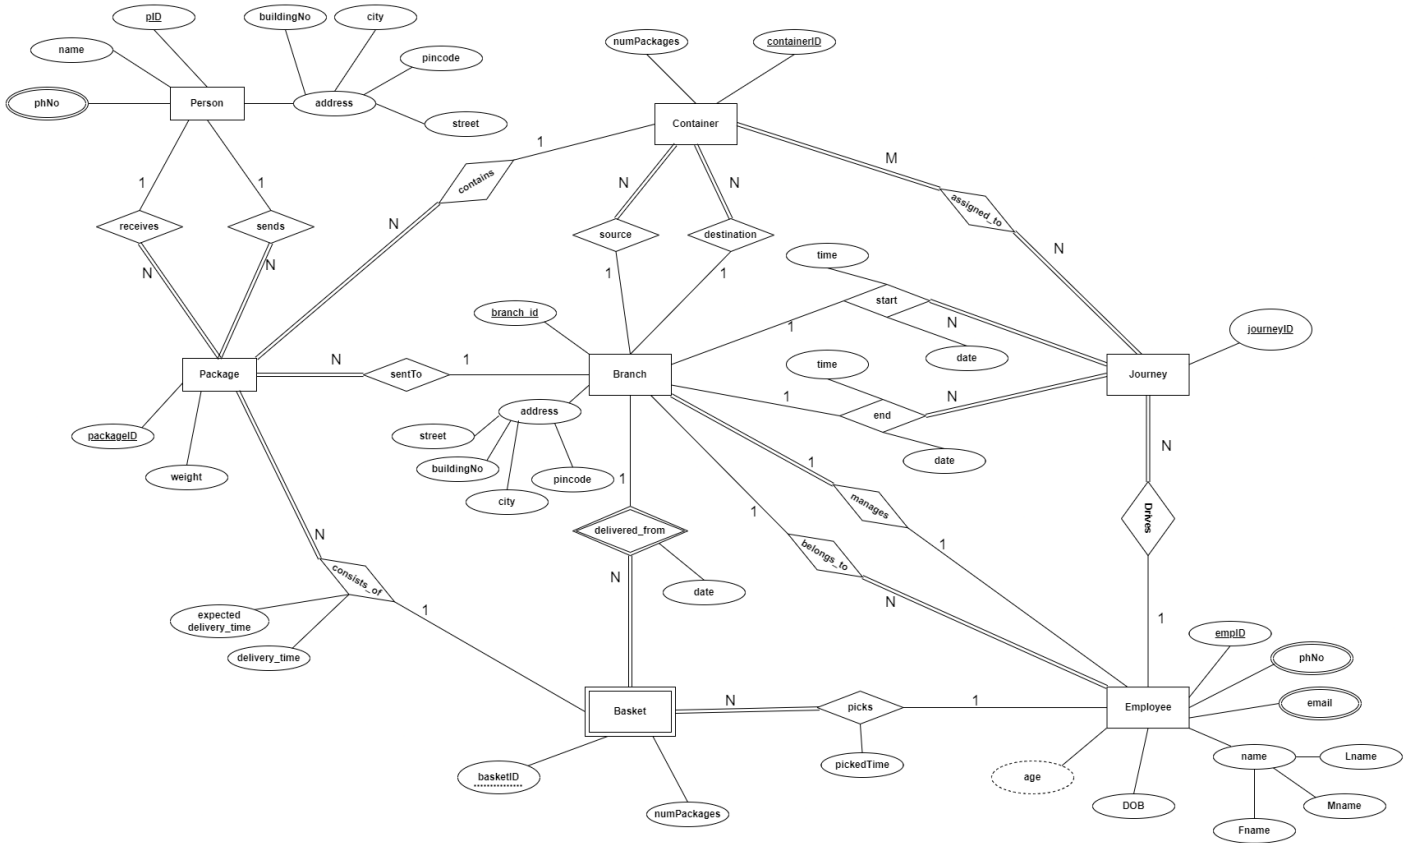 pID
buildingNo
city
name
pincode
phNo
Person
address
street
numPackages
containerID
Container
1
contains
N
M
assigned_to
N
1
receives
N
1
sends
N
N
source
1
N
destination
1
time
start
1
N
date
branch_id
journeyID
Package
N
sentTo
1
Branch
Journey
time
1
end
N
date
packageID
weight
address
street
buildingNo
city
pincode
1
delivered_from
date
N
1
manages
1
1
belongs_to
N
N
Drives
1
N
consists_of
1
expected
delivery_time
delivery_time
Basket
N
picks
1
pickedTime
basketID
numPackages
Employee
empID
phNo
email
name
Lname
Mname
Fname
DOB
age